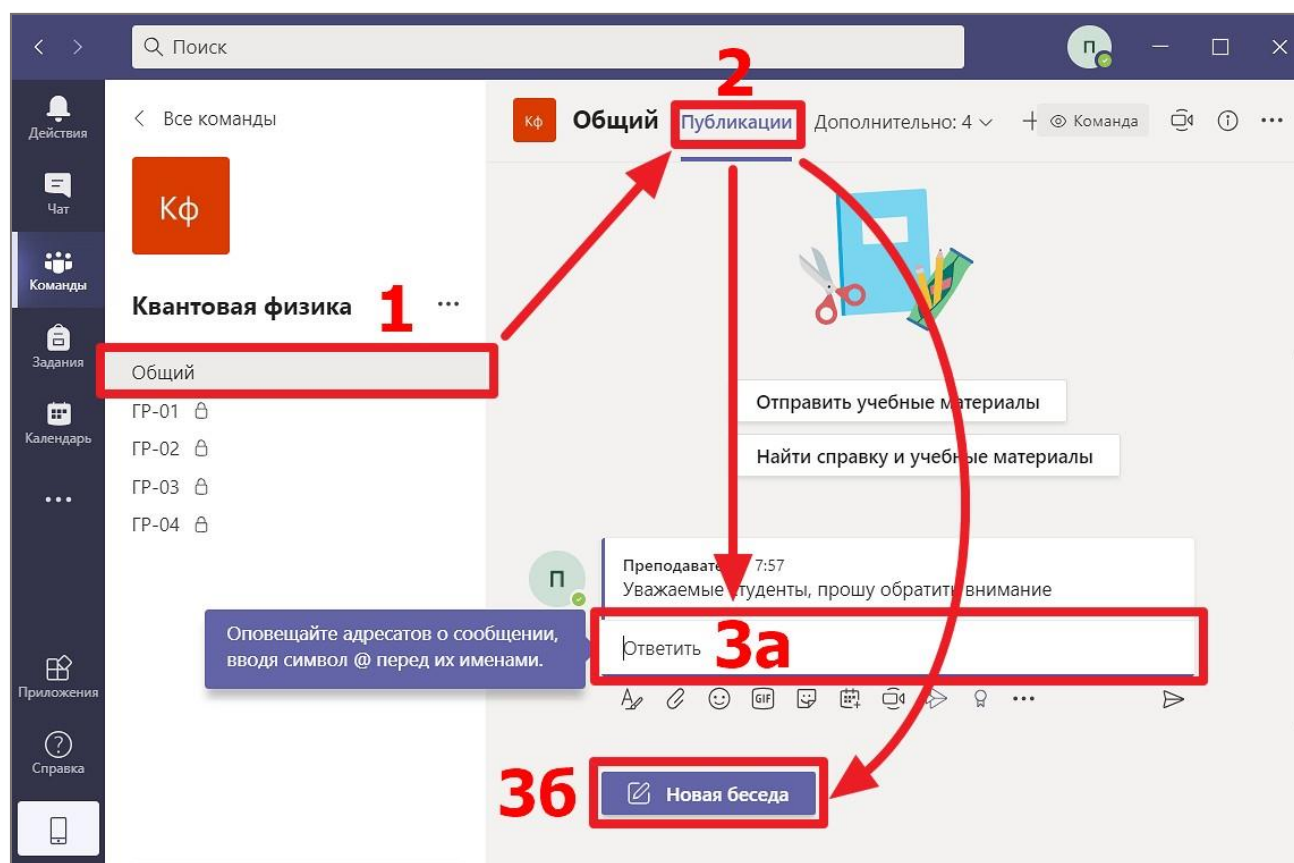 Поиск
П
Действия
Чат
Команды
Задания
Календарь
Приложения
Справка
Все команды
Кф
Квантовая физика
1
Общий
ГР-01
ГР-02
ГР-03
ГР-04
2
Кф Общий Публикации Дополнительно: 4 + Команда
Отправить учебные материалы
Найти справку и учебные материалы
П
7:57
Уважаемые студенты, прошу обратить внимание
Оповещайте адресатов о сообщении,
вводя символ @ перед их именами.
Ответить
3а
GIF
3б
Новая беседа